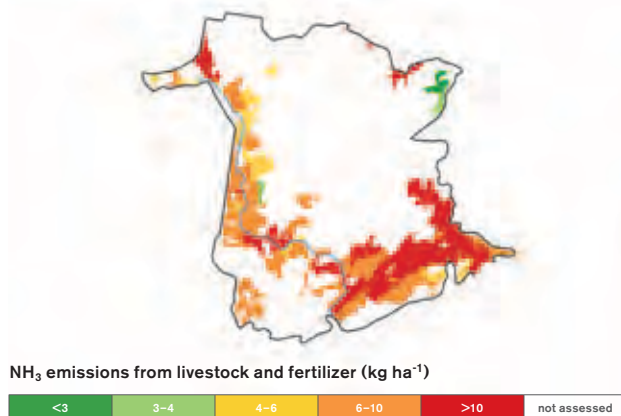 NH₃ emissions from livestock and fertilizer (kg ha⁻¹)
<3 3–4 4–6 6–10 >10 not assessed